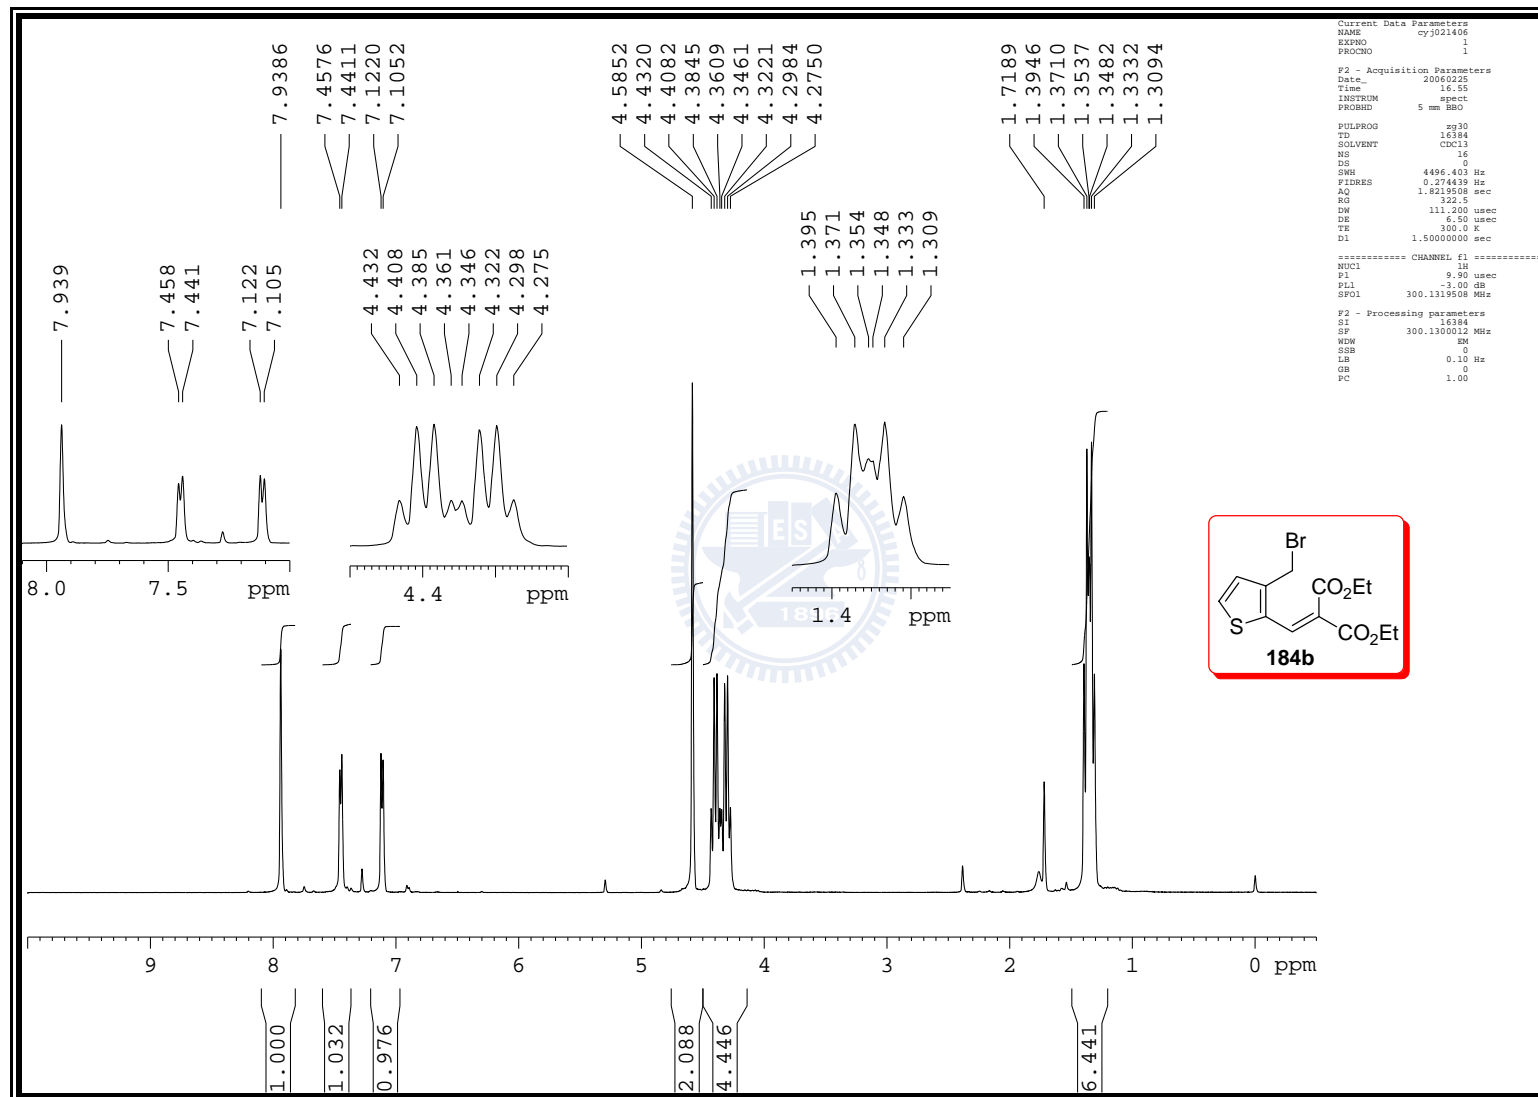 7.9386
7.4576
7.4411
7.1220
7.1052
4.5852
4.4320
4.4082
4.3845
4.3609
4.3461
4.3221
4.2984
4.2750
1.7189
1.3946
1.3710
1.3537
1.3482
1.3332
1.3094
Current Data Parameters
NAME cyj021406
EXPNO 1
PROCNO 1
F2 - Acquisition Parameters
Date_ 20060225
Time 16.55
INSTRUM spect
PROBHD 5 mm BBO
PULPROG zg30
TD 16384
SOLVENT CDCl3
NS 16
DS 0
SWH 4496.403 Hz
FIDRES 0.274439 Hz
AQ 1.8219508 sec
RG 322.5
DW 111.200 usec
DE 6.50 usec
TE 300.0 K
D1 1.50000000 sec
============ CHANNEL f1 ============
NUC1 1H
P1 9.90 usec
PL1 -3.00 dB
SFO1 300.1319508 MHz
F2 - Processing parameters
SI 16384
SF 300.1300012 MHz
WDW EM
SSB 0
LB 0.10 Hz
GB 0
PC 1.00
7.939
7.458
7.441
7.122
7.105
8.0 7.5 ppm
4.432
4.408
4.385
4.361
4.346
4.322
4.298
4.275
4.4 ppm
1.395
1.371
1.354
1.348
1.333
1.309
1.4 ppm
ES
1896
Br
CO2Et
S
CO2Et
184b
9 8 7 6 5 4 3 2 1 0 ppm
1.000
1.032
0.976
2.088
4.446
6.441